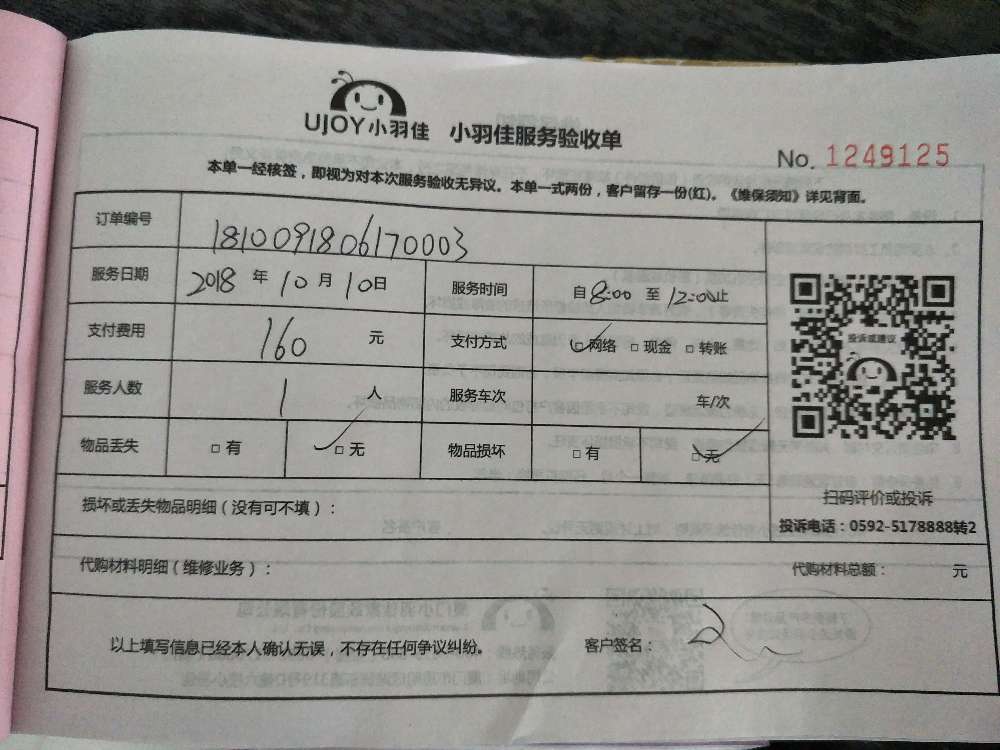 UJOY小羽佳 小羽佳服务验收单
No. 1249125
本单一经核签，即视为对本次服务验收无异议。本单一式两份，客户留存一份(红)。《维保须知》详见背面。
订单编号 1810091806170003
服务日期 2018 年 10 月 10 日 服务时间 自 8:00 至 12:00 止
支付费用 160 元 支付方式 □网络 □现金 □转账
服务人数 1 人 服务车次 车/次
物品丢失 □有 □无 物品损坏 □有 □无
投诉或建议
扫码评价或投诉
投诉电话：0592-5178888转2
损坏或丢失物品明细（没有可不填）：
代购材料明细（维修业务）： 代购材料总额： 元
以上填写信息已经本人确认无误，不存在任何争议纠纷。 客户签名：